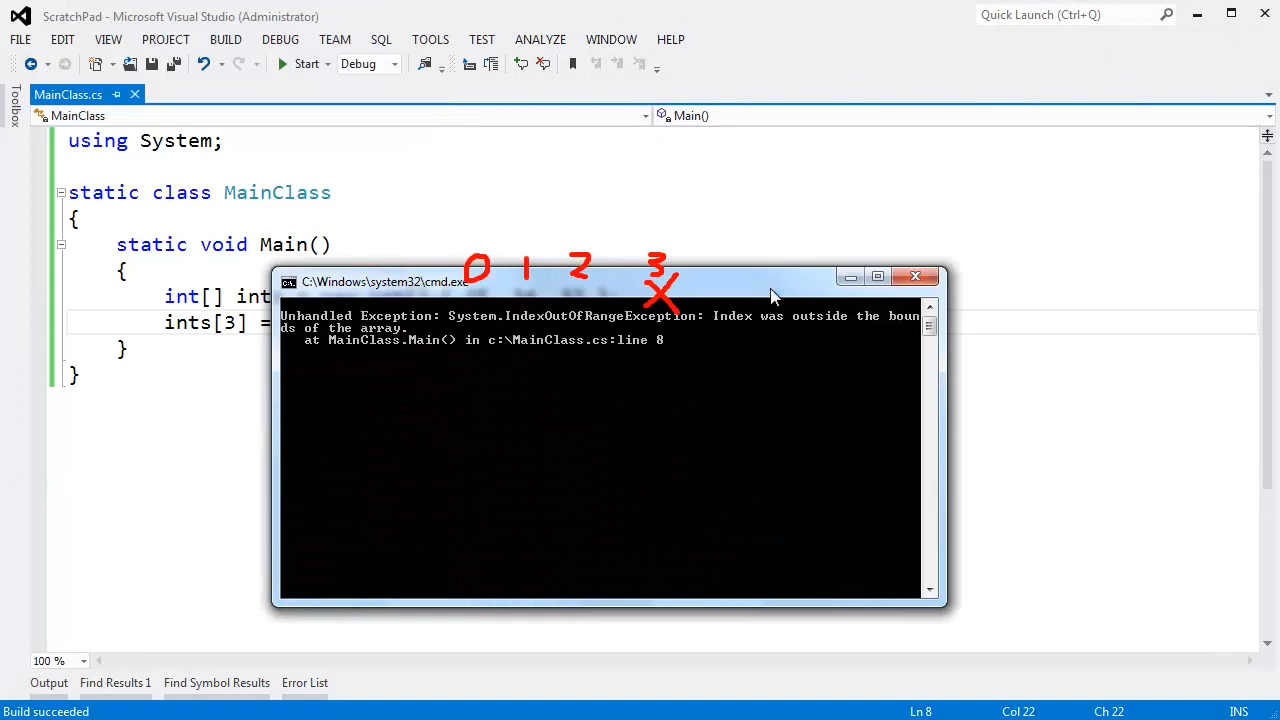 ScratchPad - Microsoft Visual Studio (Administrator)
Quick Launch (Ctrl+Q)
FILE EDIT VIEW PROJECT BUILD DEBUG TEAM SQL TOOLS TEST ANALYZE WINDOW HELP
Start Debug
Toolbox
MainClass.cs
MainClass Main()
using System;
static class MainClass
{
static void Main()
{
0 1 2 3
C:\Windows\system32\cmd.exe
X
int[] ints
ints[3] =
}
}
Unhandled Exception: System.IndexOutOfRangeException: Index was outside the boun
ds of the array.
at MainClass.Main() in c:\MainClass.cs:line 8
100 %
Output Find Results 1 Find Symbol Results Error List
Build succeeded Ln 8 Col 22 Ch 22 INS